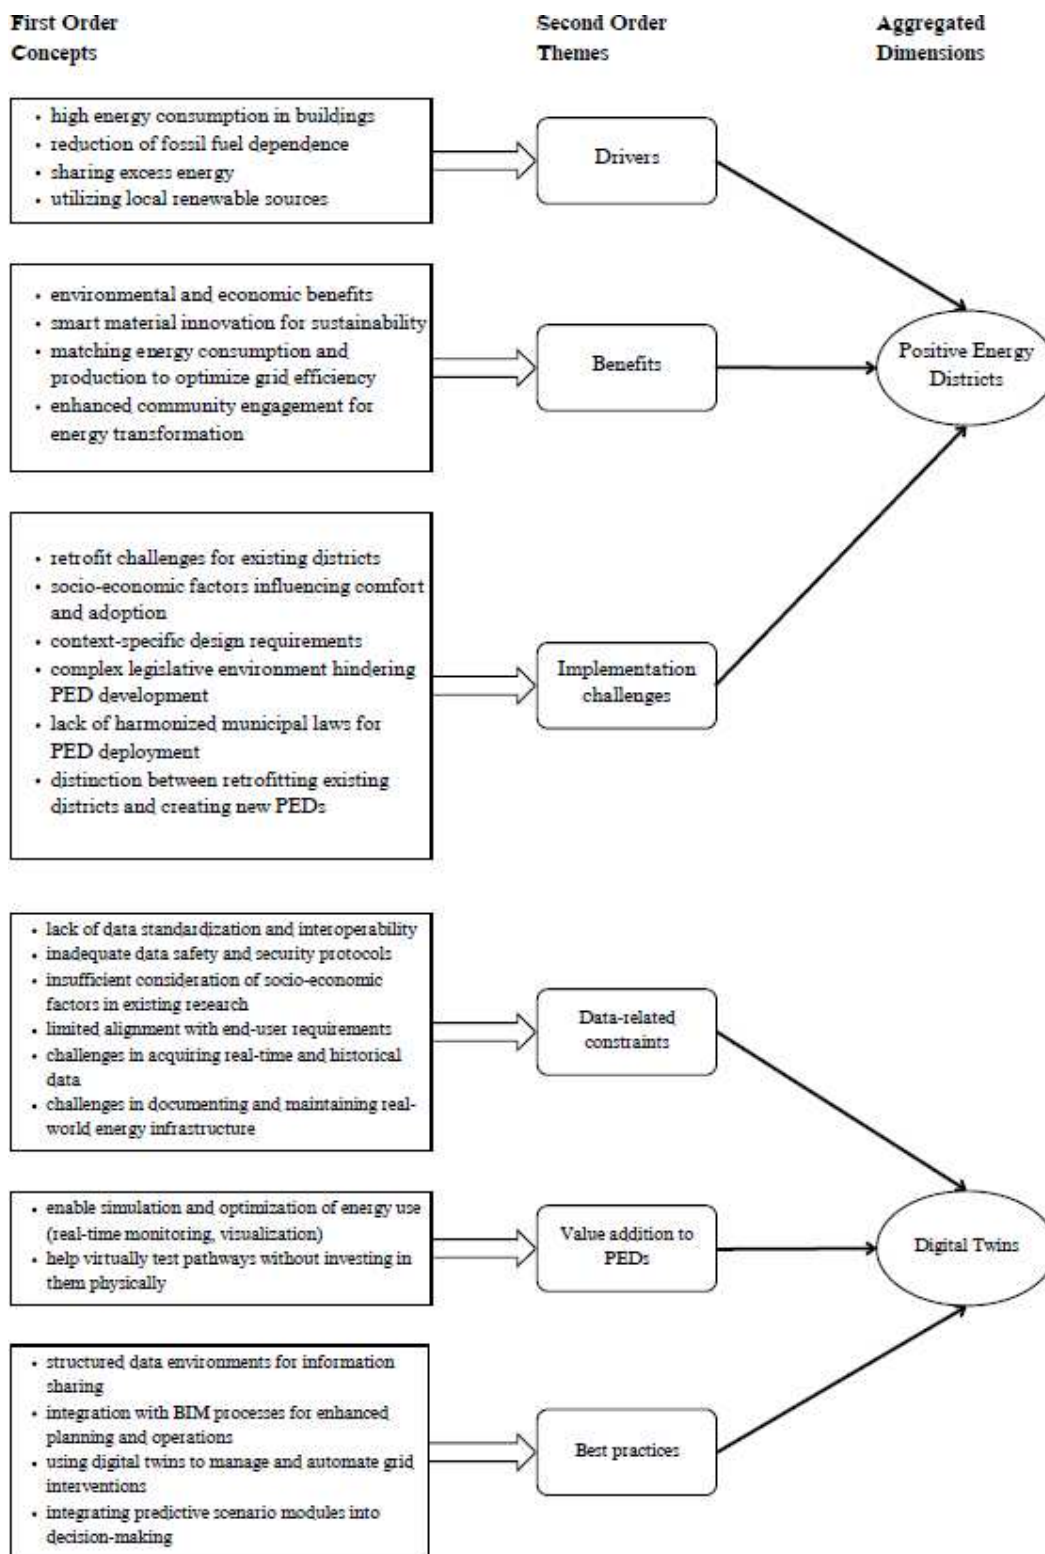 First Order
Concepts
Second Order
Themes
Aggregated
Dimensions
• high energy consumption in buildings
• reduction of fossil fuel dependence
• sharing excess energy
• utilizing local renewable sources
Drivers
• environmental and economic benefits
• smart material innovation for sustainability
• matching energy consumption and
production to optimize grid efficiency
• enhanced community engagement for
energy transformation
Benefits
Positive Energy
Districts
• retrofit challenges for existing districts
• socio-economic factors influencing comfort
and adoption
• context-specific design requirements
• complex legislative environment hindering
PED development
• lack of harmonized municipal laws for
PED deployment
• distinction between retrofitting existing
districts and creating new PEDs
Implementation
challenges
• lack of data standardization and interoperability
• inadequate data safety and security protocols
• insufficient consideration of socio-economic
factors in existing research
• limited alignment with end-user requirements
• challenges in acquiring real-time and historical
data
• challenges in documenting and maintaining real-
world energy infrastructure
Data-related
constraints
• enable simulation and optimization of energy use
(real-time monitoring, visualization)
• help virtually test pathways without investing in
them physically
Value addition to
PEDs
Digital Twins
• structured data environments for information
sharing
• integration with BIM processes for enhanced
planning and operations
• using digital twins to manage and automate grid
interventions
• integrating predictive scenario modules into
decision-making
Best practices